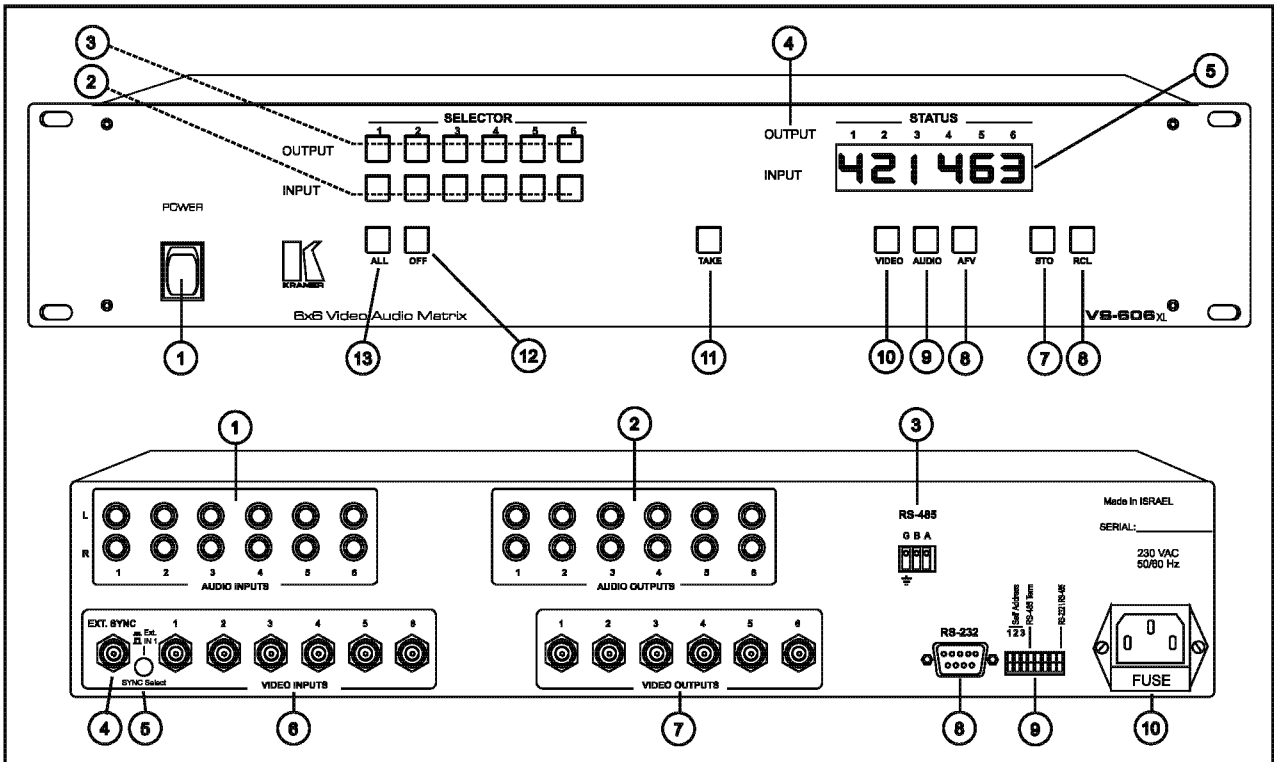 3
2
4
5
SELECTOR
1 2 3 4 5 6
OUTPUT
INPUT
OUTPUT
INPUT
STATUS
1 2 3 4 5 6
421463
POWER
KRAMER
ALL
OFF
TAKE
VIDEO
AUDIO
AFV
STO
RCL
6x6 Video Audio Matrix
VS-606XL
1
13
12
11
10
9
8
7
8
1
2
3
L
R
1 2 3 4 5 6
AUDIO INPUTS
1 2 3 4 5 6
AUDIO OUTPUTS
RS-485
G B A
Made in ISRAEL
SERIAL:
230 VAC
50/60 Hz
EXT. SYNC
Ext.
IN 1
SYNC Select
1 2 3 4 5 6
VIDEO INPUTS
1 2 3 4 5 6
VIDEO OUTPUTS
RS-232
Self Address
1 2 3
RS-485 Term
RS-232/RS-485
FUSE
4
5
6
7
8
9
10